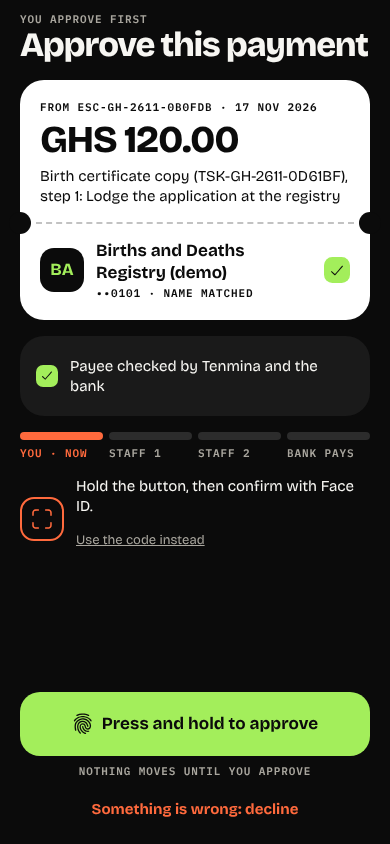 YOU APPROVE FIRST
Approve this payment
FROM ESC-GH-2611-0B0FDB · 17 NOV 2026
GHS 120.00
Birth certificate copy (TSK-GH-2611-0D61BF),
step 1: Lodge the application at the registry
BA
Births and Deaths
Registry (demo)
••0101 · NAME MATCHED
Payee checked by Tenmina and the
bank
YOU · NOW
STAFF 1
STAFF 2
BANK PAYS
Hold the button, then confirm with Face
ID.
Use the code instead
Press and hold to approve
NOTHING MOVES UNTIL YOU APPROVE
Something is wrong: decline